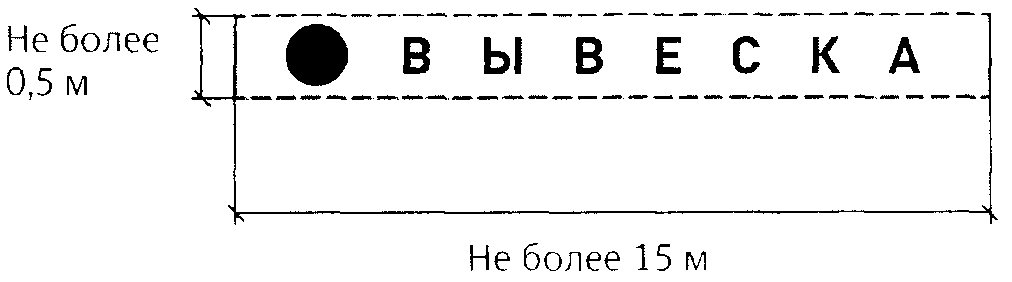 Не более
0,5 м
В Ы В Е С К А
Не более 15 м